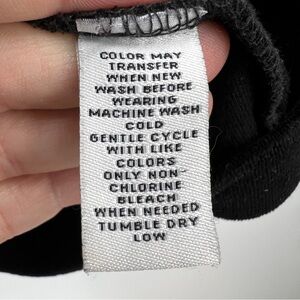 COLOR MAY
TRANSFER
WHEN NEW
WASH BEFORE
WEARING
MACHINE WASH
COLD
GENTLE CYCLE
WITH LIKE
COLORS
ONLY NON-
CHLORINE
BLEACH
WHEN NEEDED
TUMBLE DRY
LOW